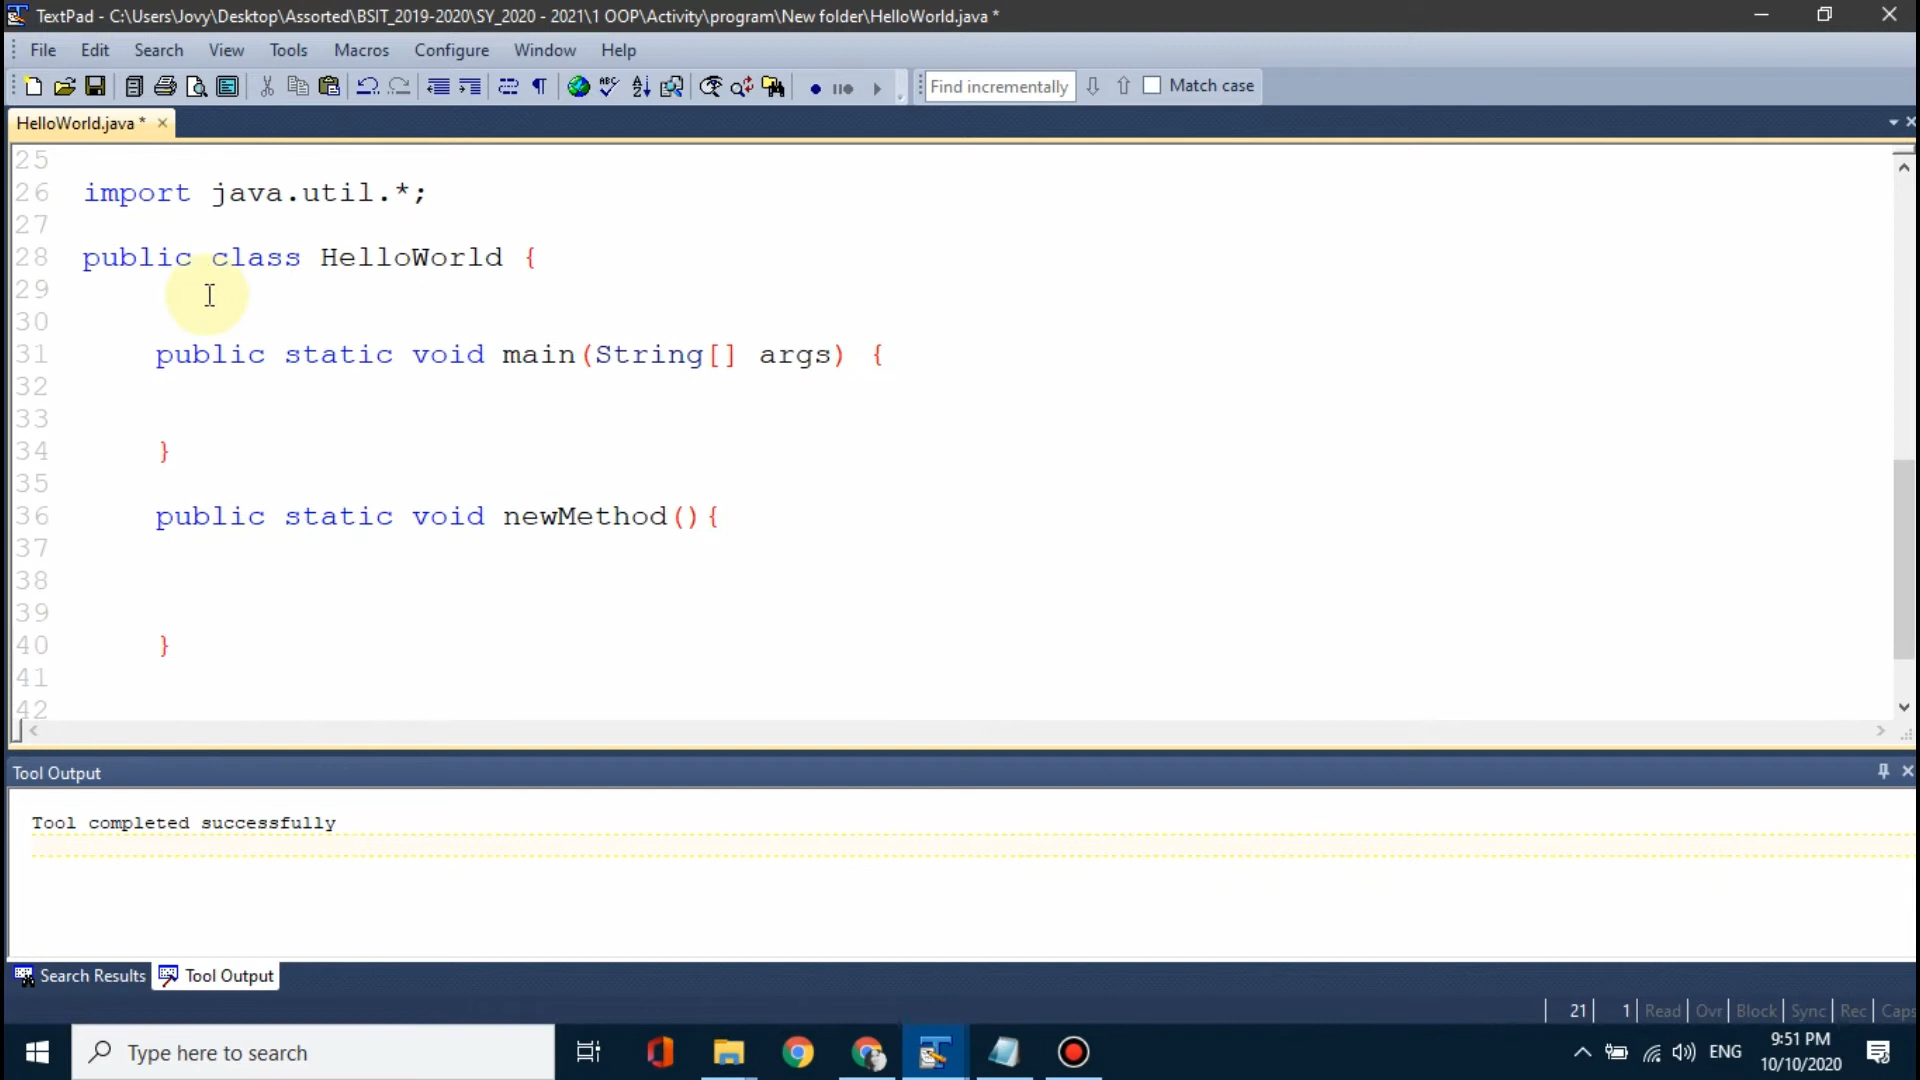 TextPad - C:\Users\Jovy\Desktop\Assorted\BSIT_2019-2020\SY_2020 - 2021\1 OOP\Activity\program\New folder\HelloWorld.java *
File Edit Search View Tools Macros Configure Window Help
Find incrementally Match case
HelloWorld.java *
25
26 import java.util.*;
27
28 public class HelloWorld {
29
30
31 public static void main(String[] args) {
32
33
34 }
35
36 public static void newMethod(){
37
38
39
40 }
41
42
Tool Output
Tool completed successfully
Search Results Tool Output
21 1 Read Ovr Block Sync Rec Caps
Type here to search
ENG
9:51 PM
10/10/2020